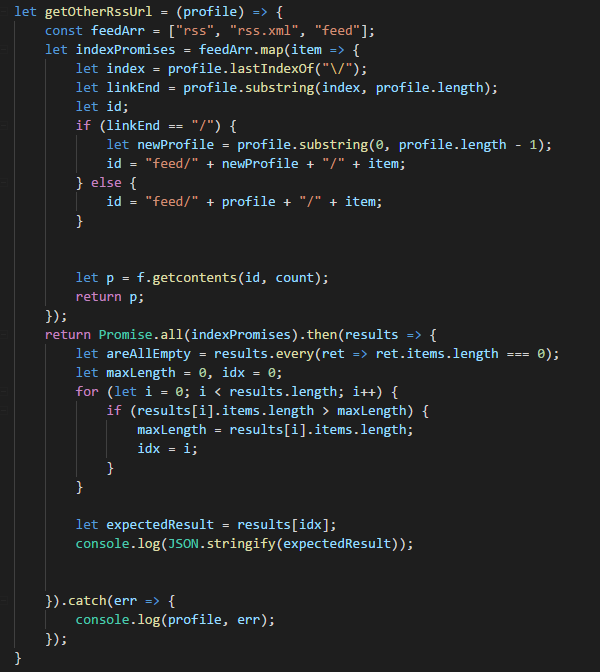 let getOtherRssUrl = (profile) => {
    const feedArr = ["rss", "rss.xml", "feed"];
    let indexPromises = feedArr.map(item => {
        let index = profile.lastIndexOf("\/");
        let linkEnd = profile.substring(index, profile.length);
        let id;
        if (linkEnd == "/") {
            let newProfile = profile.substring(0, profile.length - 1);
            id = "feed/" + newProfile + "/" + item;
        } else {
            id = "feed/" + profile + "/" + item;
        }
        let p = f.getcontents(id, count);
        return p;
    });
    return Promise.all(indexPromises).then(results => {
        let areAllEmpty = results.every(ret => ret.items.length === 0);
        let maxLength = 0, idx = 0;
        for (let i = 0; i < results.length; i++) {
            if (results[i].items.length > maxLength) {
                maxLength = results[i].items.length;
                idx = i;
            }
        }
        let expectedResult = results[idx];
        console.log(JSON.stringify(expectedResult));
    }).catch(err => {
        console.log(profile, err);
    });
}